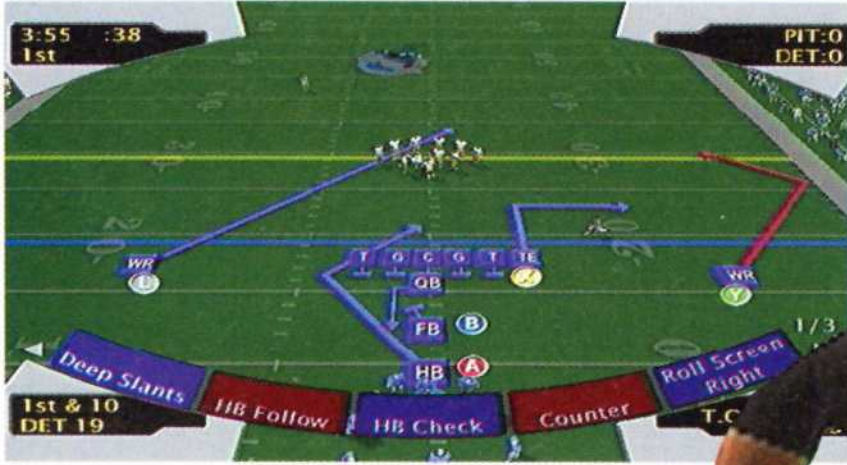 3:55 :38
1st
PIT:0
DET:0
WR
T G C G T TE
WR
Y
QB
FB B
HB A
1/3
Deep Slants
HB Follow
HB Check
Counter
Roll Screen
Right
1st & 10
DET 19